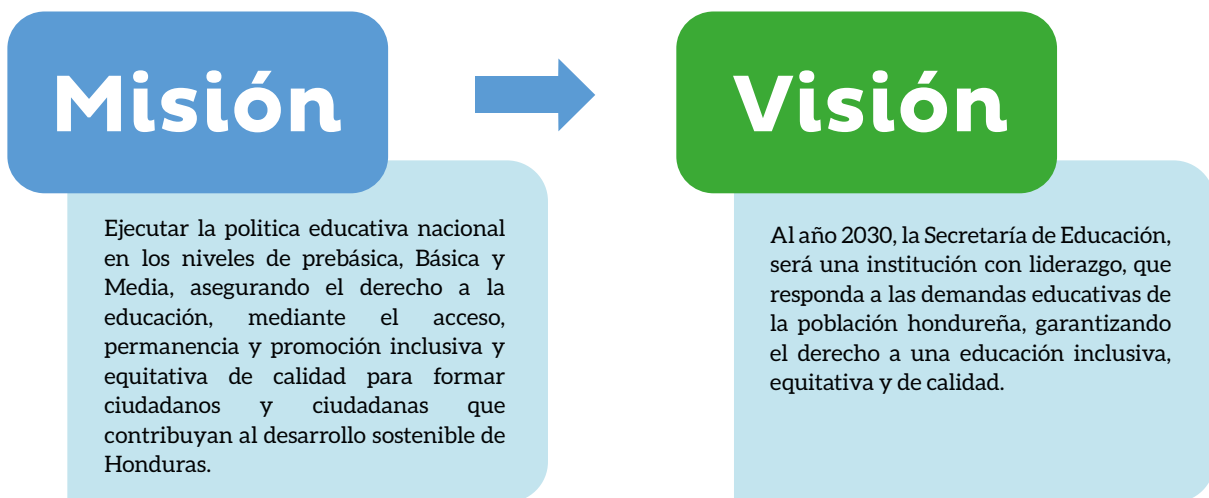 Misión
Ejecutar la politica educativa nacional
en los niveles de prebásica, Básica y
Media, asegurando el derecho a la
educación, mediante el acceso,
permanencia y promoción inclusiva y
equitativa de calidad para formar
ciudadanos y ciudadanas que
contribuyan al desarrollo sostenible de
Honduras.
Visión
Al año 2030, la Secretaría de Educación,
será una institución con liderazgo, que
responda a las demandas educativas de
la población hondureña, garantizando
el derecho a una educación inclusiva,
equitativa y de calidad.